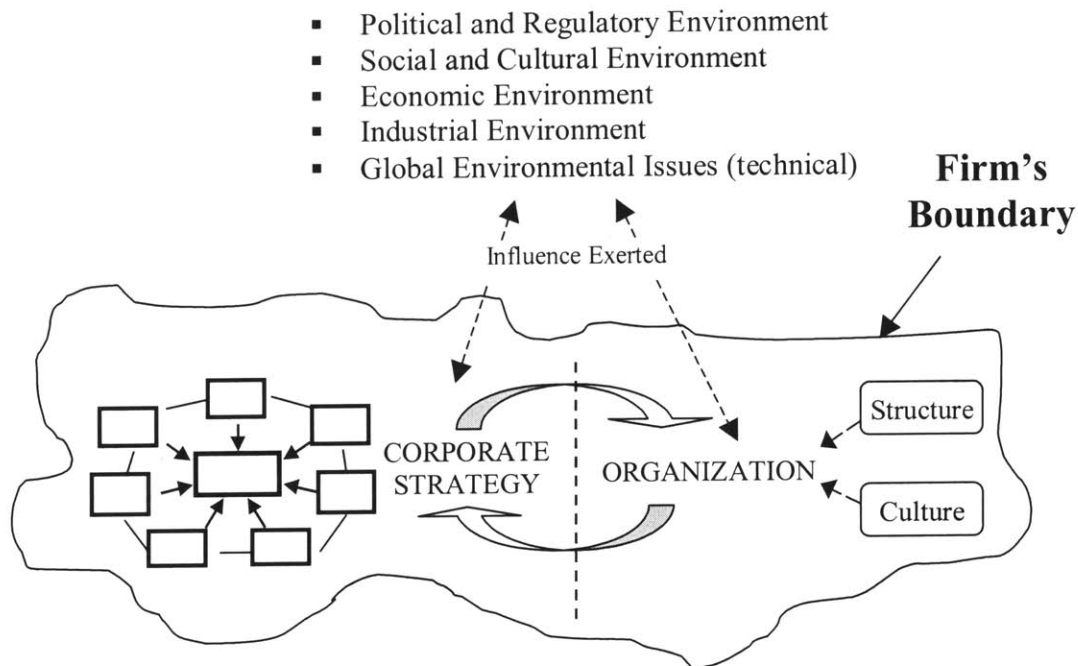 ▪ Political and Regulatory Environment
▪ Social and Cultural Environment
▪ Economic Environment
▪ Industrial Environment
▪ Global Environmental Issues (technical)
Firm's
Boundary
Influence Exerted
CORPORATE
STRATEGY
ORGANIZATION
Structure
Culture